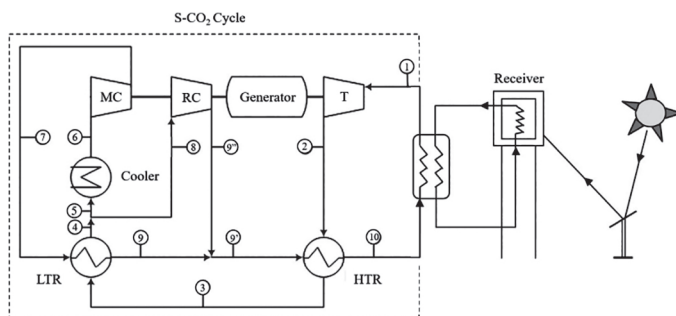 S-CO₂ Cycle
1
Receiver
MC
RC
Generator
T
7
6
8
9''
2
Cooler
5
4
9
9'
10
LTR
3
HTR